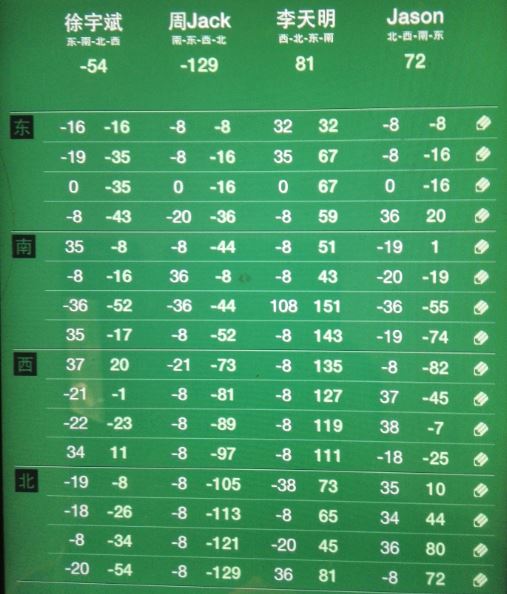 徐宇斌 周Jack 李天明 Jason
东-南-北-西 南-东-西-北 西-北-东-南 北-西-南-东
-54 -129 81 72
东 -16 -16 -8 -8 32 32 -8 -8
-19 -35 -8 -16 35 67 -8 -16
0 -35 0 -16 0 67 0 -16
-8 -43 -20 -36 -8 59 36 20
南 35 -8 -8 -44 -8 51 -19 1
-8 -16 36 -8 -8 43 -20 -19
-36 -52 -36 -44 108 151 -36 -55
35 -17 -8 -52 -8 143 -19 -74
西 37 20 -21 -73 -8 135 -8 -82
-21 -1 -8 -81 -8 127 37 -45
-22 -23 -8 -89 -8 119 38 -7
34 11 -8 -97 -8 111 -18 -25
北 -19 -8 -8 -105 -38 73 35 10
-18 -26 -8 -113 -8 65 34 44
-8 -34 -8 -121 -20 45 36 80
-20 -54 -8 -129 36 81 -8 72